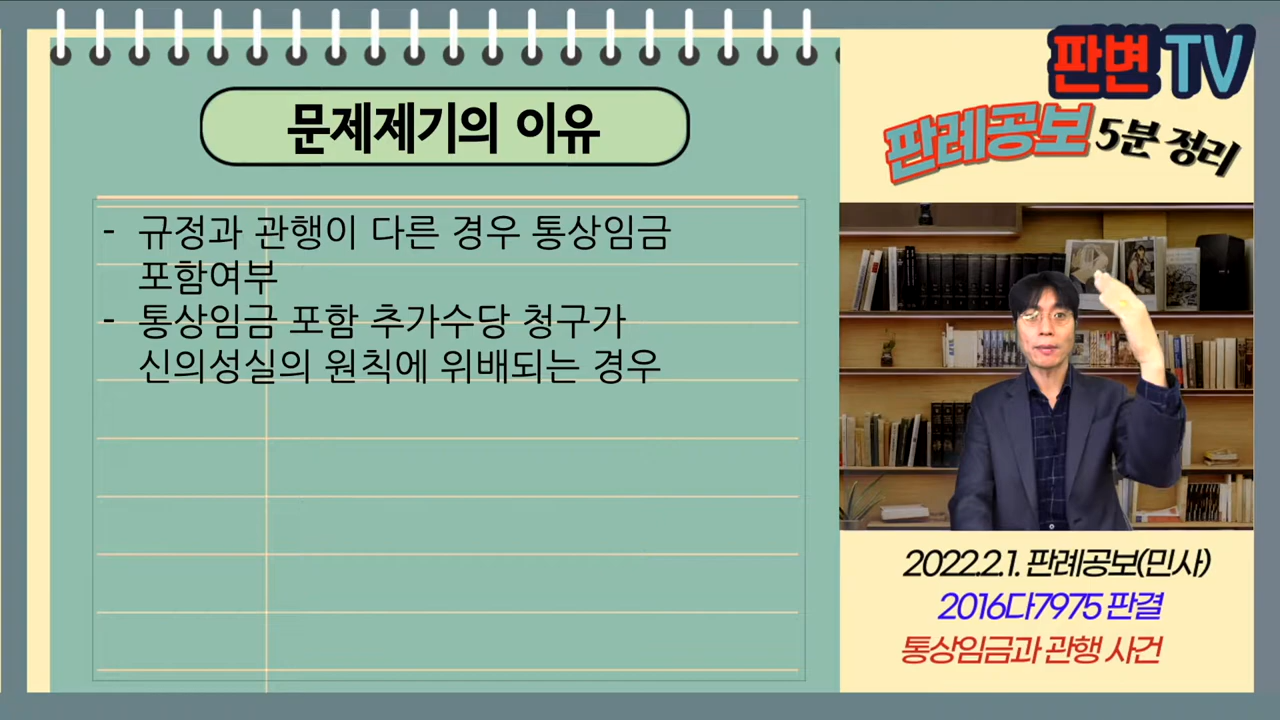 문제제기의 이유
- 규정과 관행이 다른 경우 통상임금
포함여부
- 통상임금 포함 추가수당 청구가
신의성실의 원칙에 위배되는 경우
판변 TV
판례공보 5분 정리
2022.2.1. 판례공보(민사)
2016다7975 판결
통상임금과 관행 사건